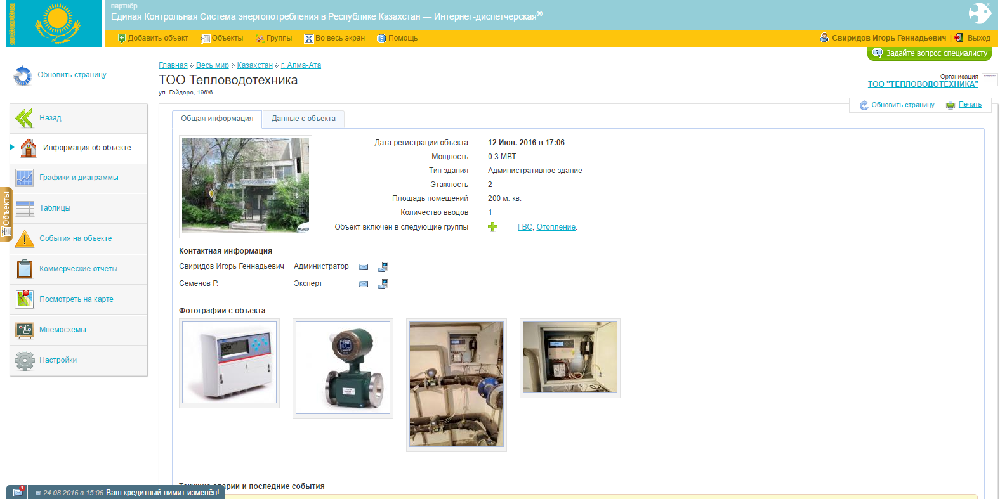 партнёр
Единая Контрольная Система энергопотребления в Республике Казахстан — Интернет-диспетчерская®
Добавить объект
Объекты
Группы
Во весь экран
Помощь
Свиридов Игорь Геннадьевич | Выход
Задайте вопрос специалисту
Обновить страницу
Главная Весь мир Казахстан г. Алма-Ата
ТОО Тепловодотехника
ул. Гайдара, 196\6
Организация
ТОО "ТЕПЛОВОДОТЕХНИКА"
Обновить страницу
Печать
Назад
Информация об объекте
Графики и диаграммы
Таблицы
События на объекте
Коммерческие отчёты
Посмотреть на карте
Мнемосхемы
Настройки
Объекты
Общая информация
Данные с объекта
Дата регистрации объекта 12 Июл. 2016 в 17:06
Мощность 0.3 МВТ
Тип здания Административное здание
Этажность 2
Площадь помещений 200 м. кв.
Количество вводов 1
Объект включён в следующие группы ГВС, Отопление.
Контактная информация
Свиридов Игорь Геннадьевич Администратор
Семенов Р. Эксперт
Фотографии с объекта
аварии и последние события
1
24.08.2016 в 15:06 Ваш кредитный лимит изменён!